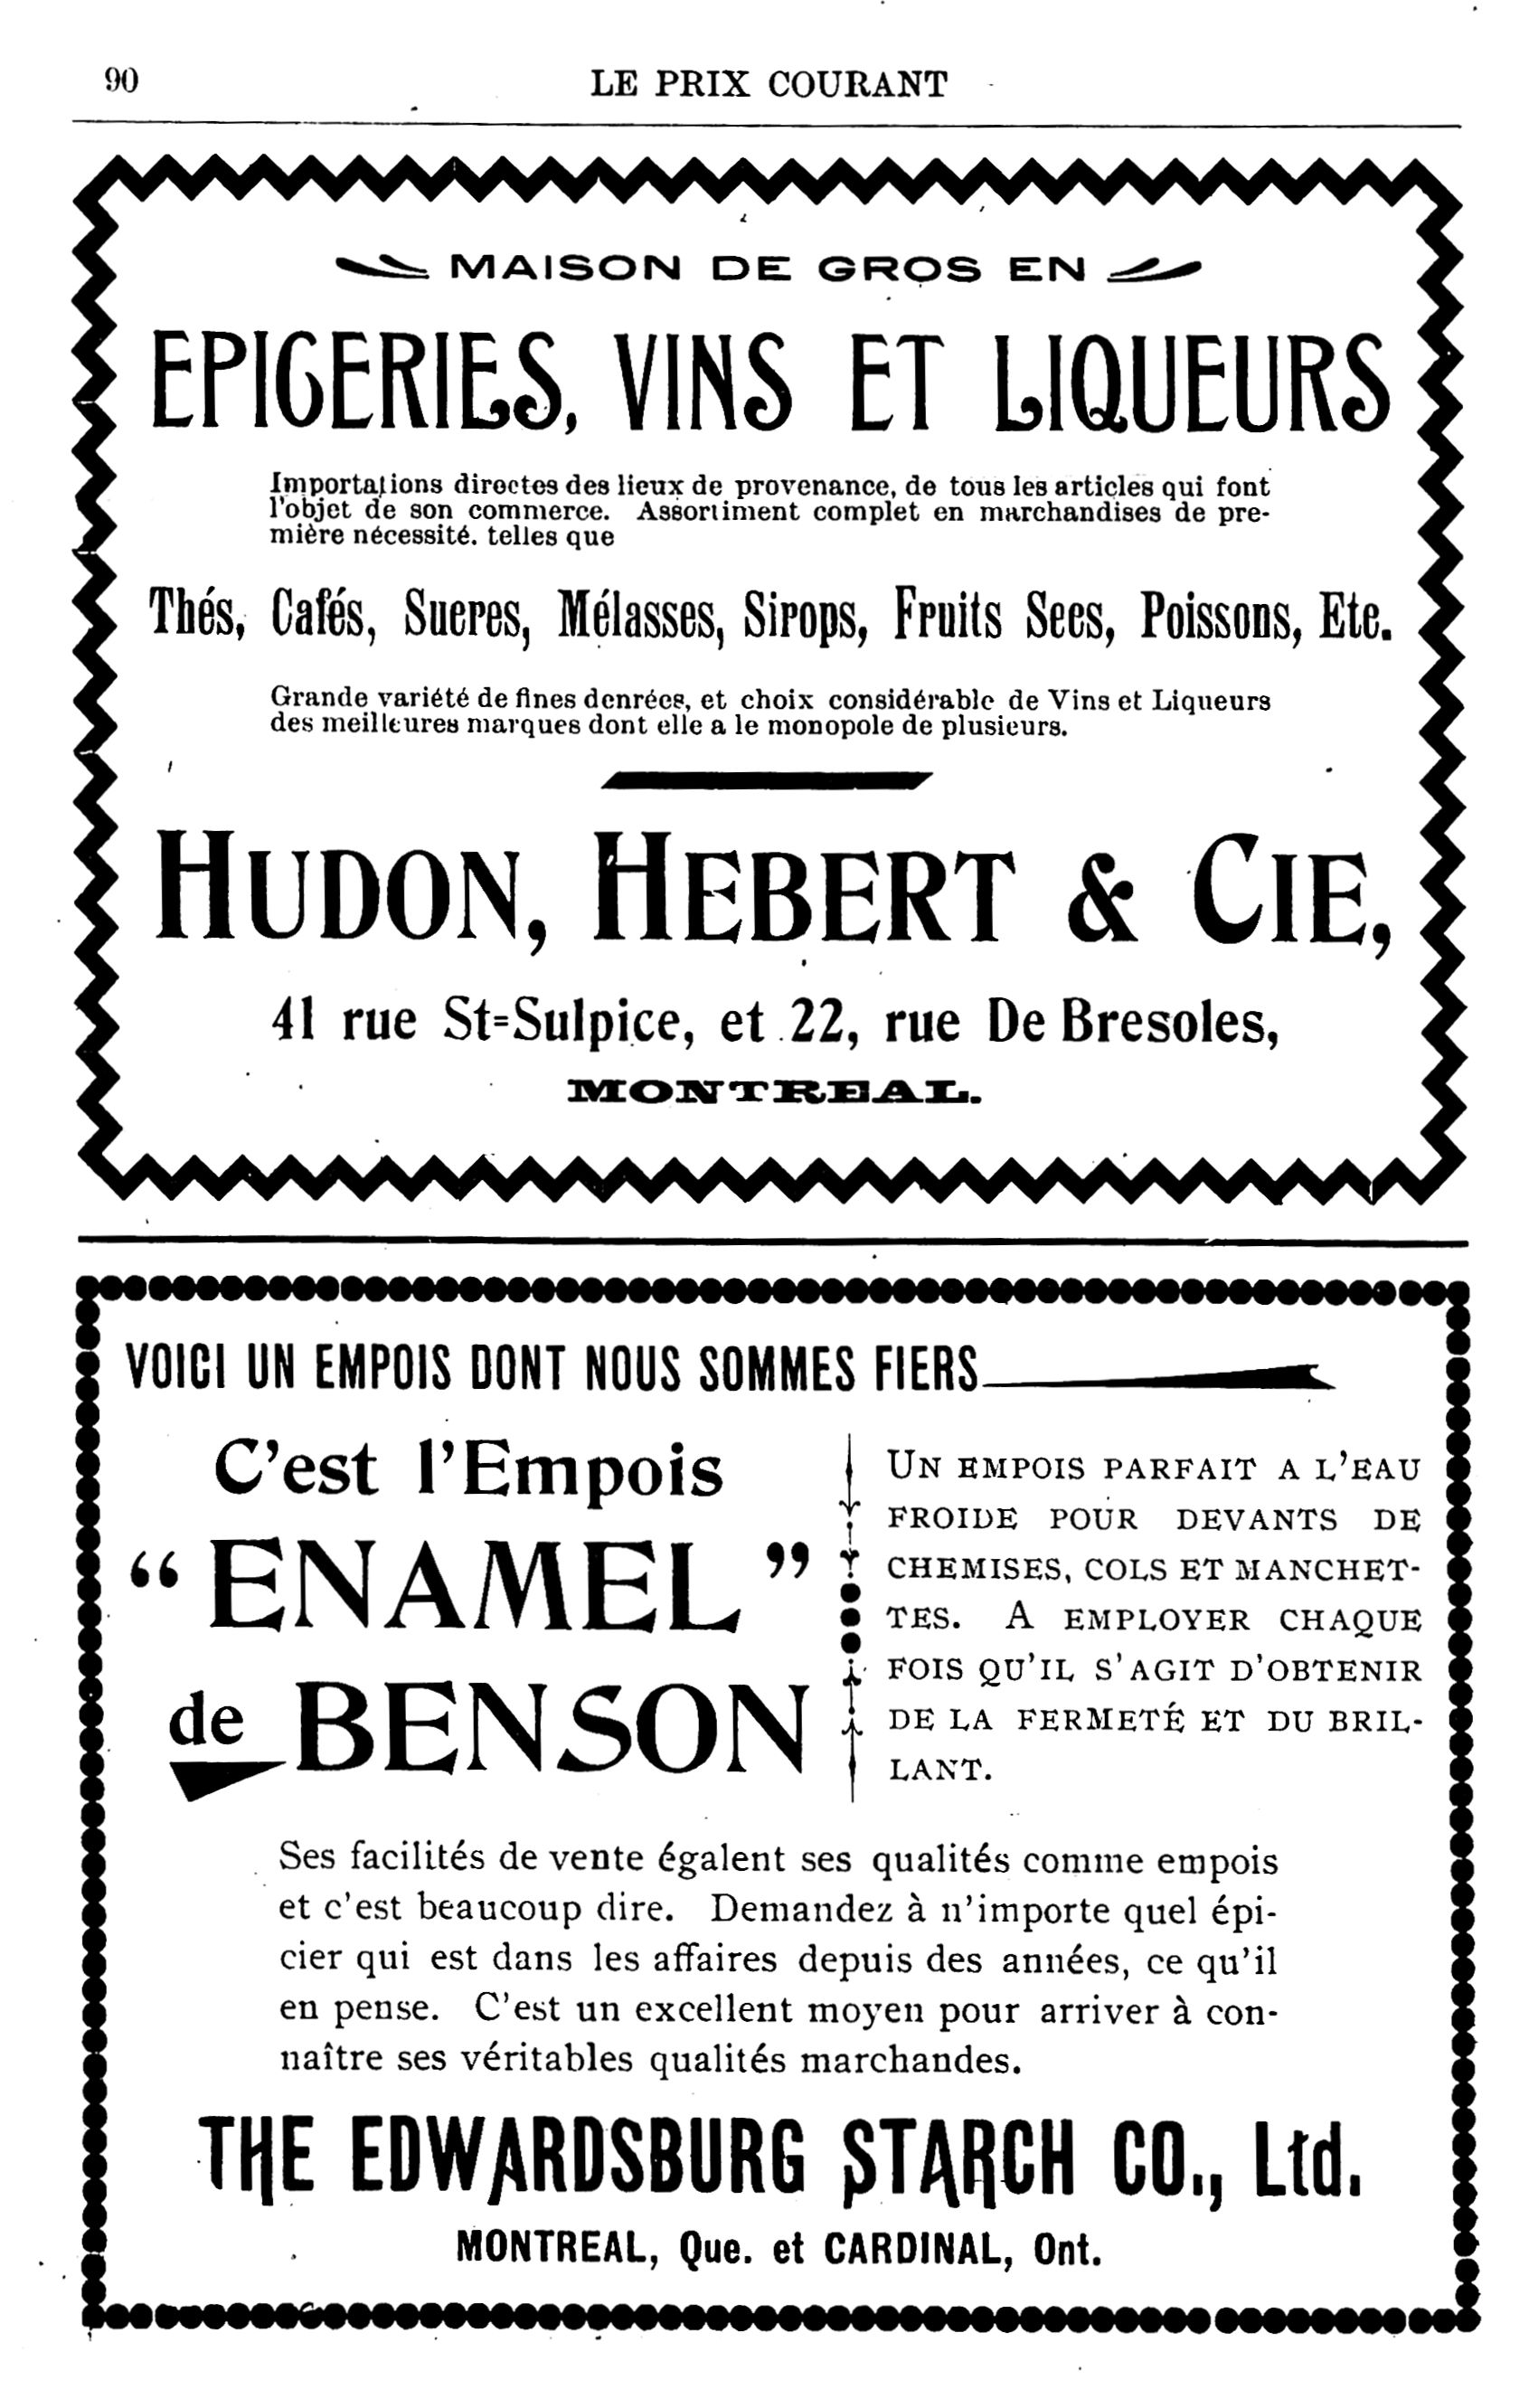 90
LE PRIX COURANT
MAISON DE GROS EN
EPICERIES, VINS ET LIQUEURS
Importations directes des lieux de provenance, de tous les articles qui font
l'objet de son commerce. Assortiment complet en marchandises de pre-
mière nécessité. telles que
Thés, Cafés, Sucres, Mélasses, Sirops, Fruits Secs, Poissons, Etc.
Grande variété de fines denrées, et choix considérable de Vins et Liqueurs
des meilleures marques dont elle a le monopole de plusieurs.
HUDON, HEBERT & CIE,
41 rue St-Sulpice, et 22, rue De Bresoles,
MONTREAL.
VOICI UN EMPOIS DONT NOUS SOMMES FIERS
C'est l'Empois
“ENAMEL”
de BENSON
UN EMPOIS PARFAIT A L'EAU
FROIDE POUR DEVANTS DE
CHEMISES, COLS ET MANCHET-
TES. A EMPLOYER CHAQUE
FOIS QU'IL S'AGIT D'OBTENIR
DE LA FERMETÉ ET DU BRIL-
LANT.
Ses facilités de vente égalent ses qualités comme empois
et c'est beaucoup dire. Demandez à n'importe quel épi-
cier qui est dans les affaires depuis des années, ce qu'il
en pense. C'est un excellent moyen pour arriver à con-
naître ses véritables qualités marchandes.
THE EDWARDSBURG STARCH CO., Ltd.
MONTREAL, Que. et CARDINAL, Ont.